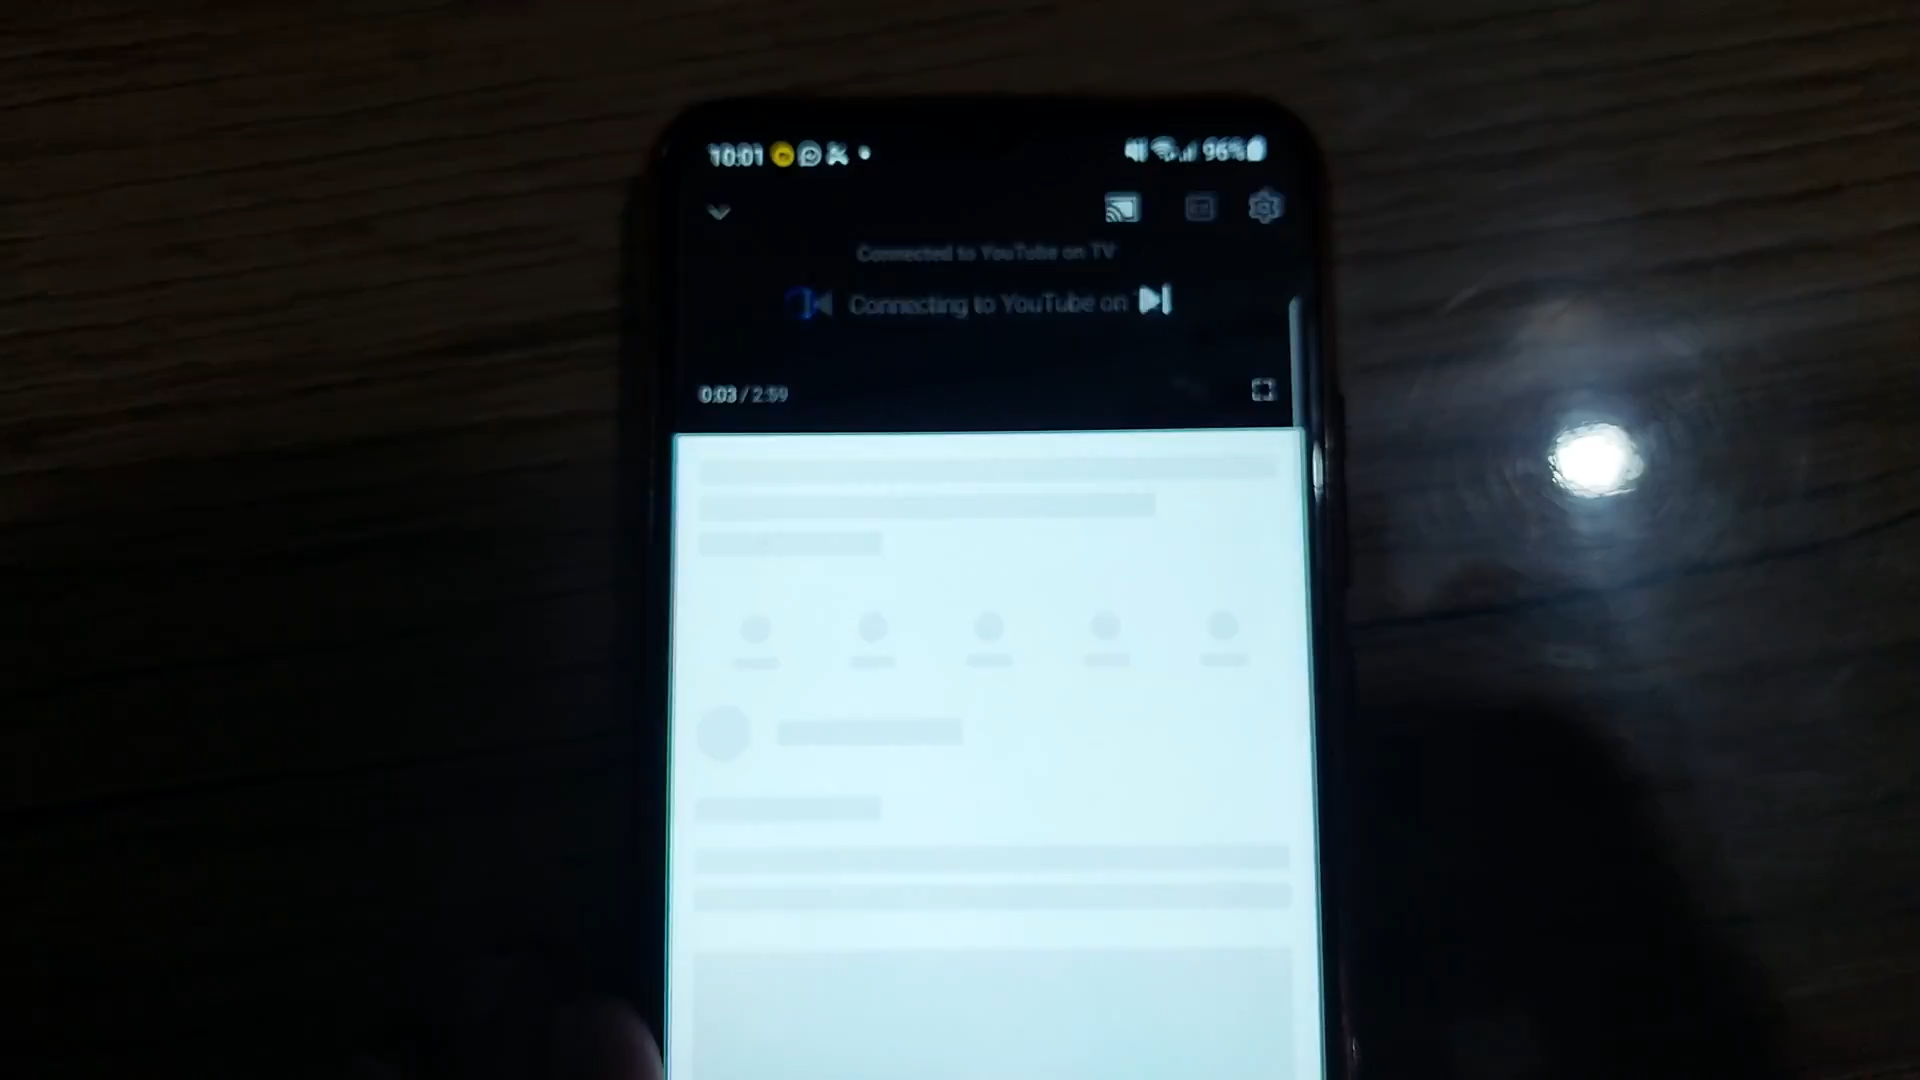 10:01 96%
Connected to YouTube on TV
Connecting to YouTube on
0:03 / 2:59